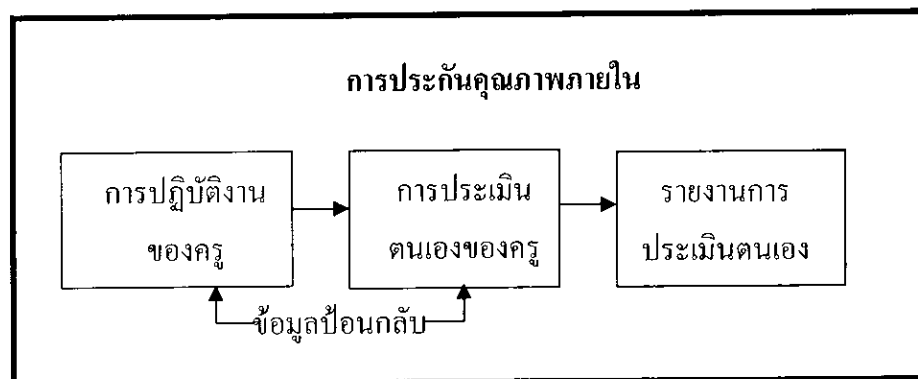 การประกันคุณภาพภายใน
การปฏิบัติงาน
ของครู
การประเมิน
ตนเองของครู
รายงานการ
ประเมินตนเอง
ข้อมูลป้อนกลับ